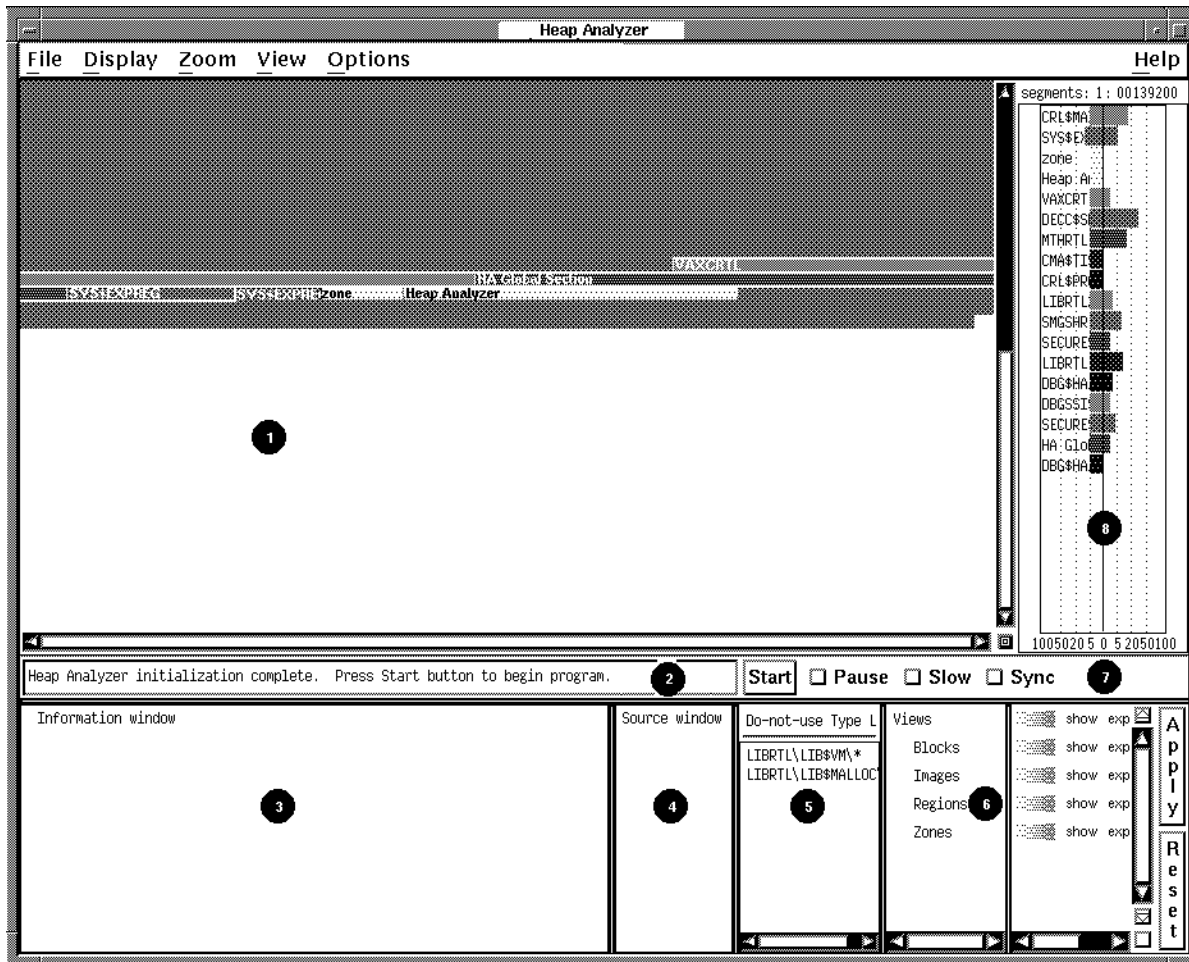 Heap Analyzer
File Display Zoom View Options Help
segments: 1: 00139200
CRL$MA
SYS$EX
zone
Heap An
VAXCRT
DECC$S
MTHRTL
CMA$TI
CRL$PR
LIBRTL
SMGSHR
SECURE
LIBRTL
DBG$HA
DBGSSI
SECURE
HA Glo
DBG$HA
1005020 5 0 5 2050100
VAXCRTL
HA Global Section
SYS$EXPREG SYS$EXPRE zone Heap Analyzer
1
8
Heap Analyzer initialization complete. Press Start button to begin program. 2 Start Pause Slow Sync 7
Information window
3
Source window
4
Do-not-use Type L
LIBRTL\LIB$VM\*
LIBRTL\LIB$MALLOC
5
Views show exp
Blocks show exp
Images show exp
Regions 6 show exp
Zones show exp
Apply
Reset